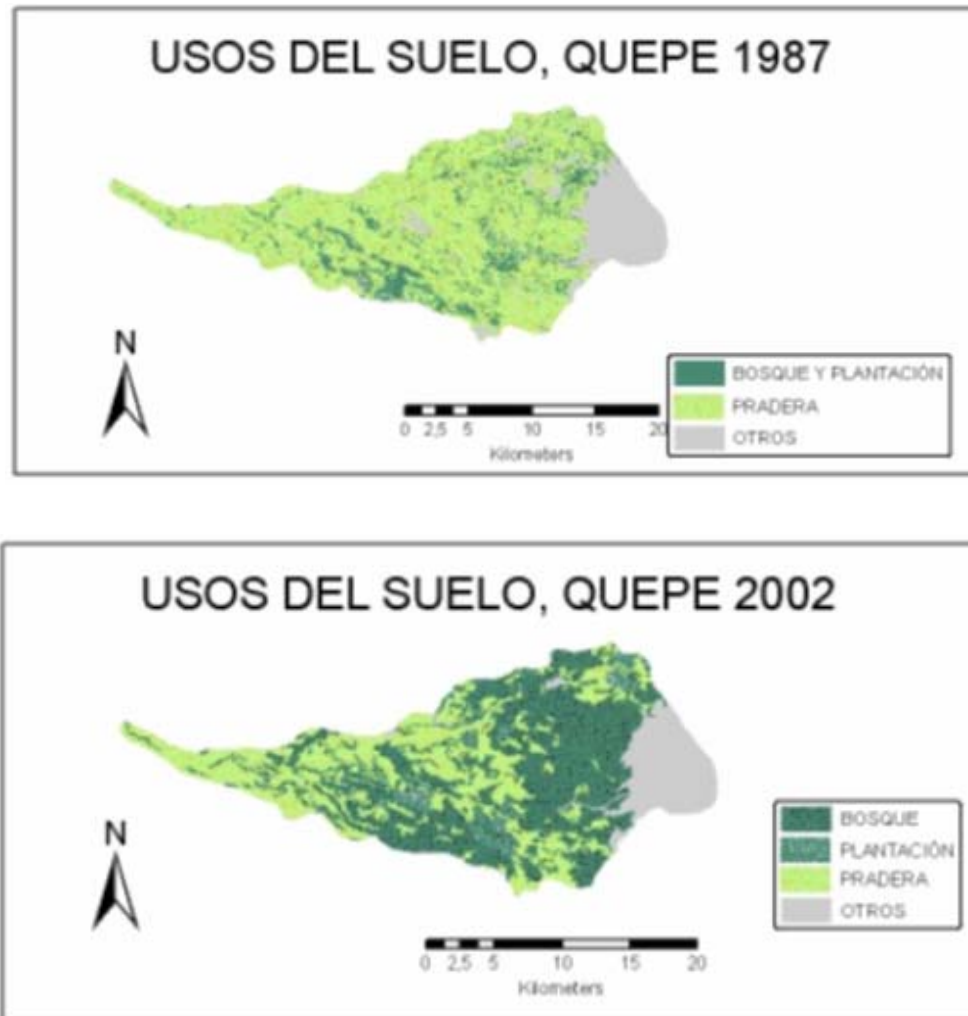 USOS DEL SUELO, QUEPE 1987
N
0 2,5 5 10 15 20
Kilometers
BOSQUE Y PLANTACIÓN
PRADERA
OTROS
USOS DEL SUELO, QUEPE 2002
N
0 2,5 5 10 15 20
Kilometers
BOSQUE
PLANTACIÓN
PRADERA
OTROS